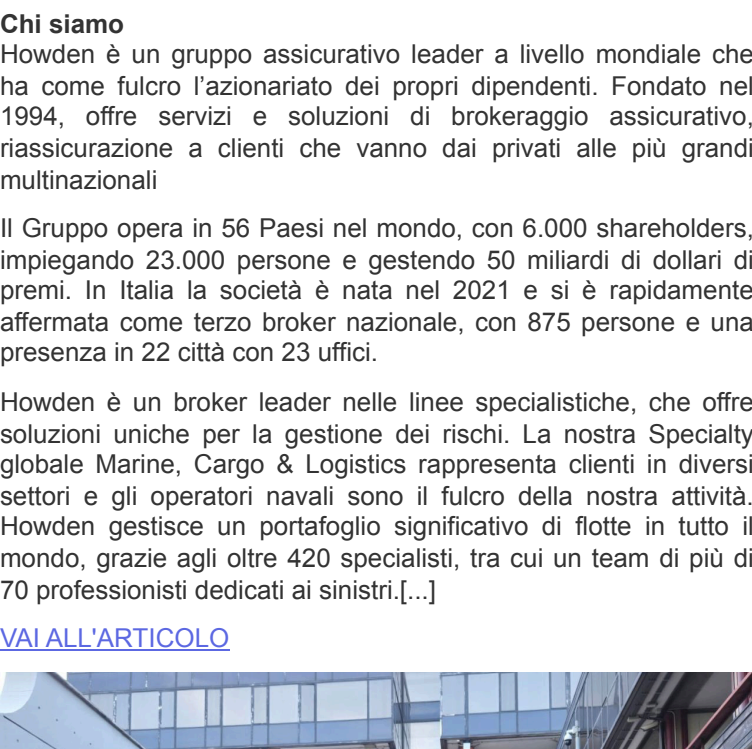 Chi siamo
Howden è un gruppo assicurativo leader a livello mondiale che
ha come fulcro l’azionariato dei propri dipendenti. Fondato nel
1994, offre servizi e soluzioni di brokeraggio assicurativo,
riassicurazione a clienti che vanno dai privati alle più grandi
multinazionali
Il Gruppo opera in 56 Paesi nel mondo, con 6.000 shareholders,
impiegando 23.000 persone e gestendo 50 miliardi di dollari di
premi. In Italia la società è nata nel 2021 e si è rapidamente
affermata come terzo broker nazionale, con 875 persone e una
presenza in 22 città con 23 uffici.
Howden è un broker leader nelle linee specialistiche, che offre
soluzioni uniche per la gestione dei rischi. La nostra Specialty
globale Marine, Cargo & Logistics rappresenta clienti in diversi
settori e gli operatori navali sono il fulcro della nostra attività.
Howden gestisce un portafoglio significativo di flotte in tutto il
mondo, grazie agli oltre 420 specialisti, tra cui un team di più di
70 professionisti dedicati ai sinistri.[...]
VAI ALL'ARTICOLO